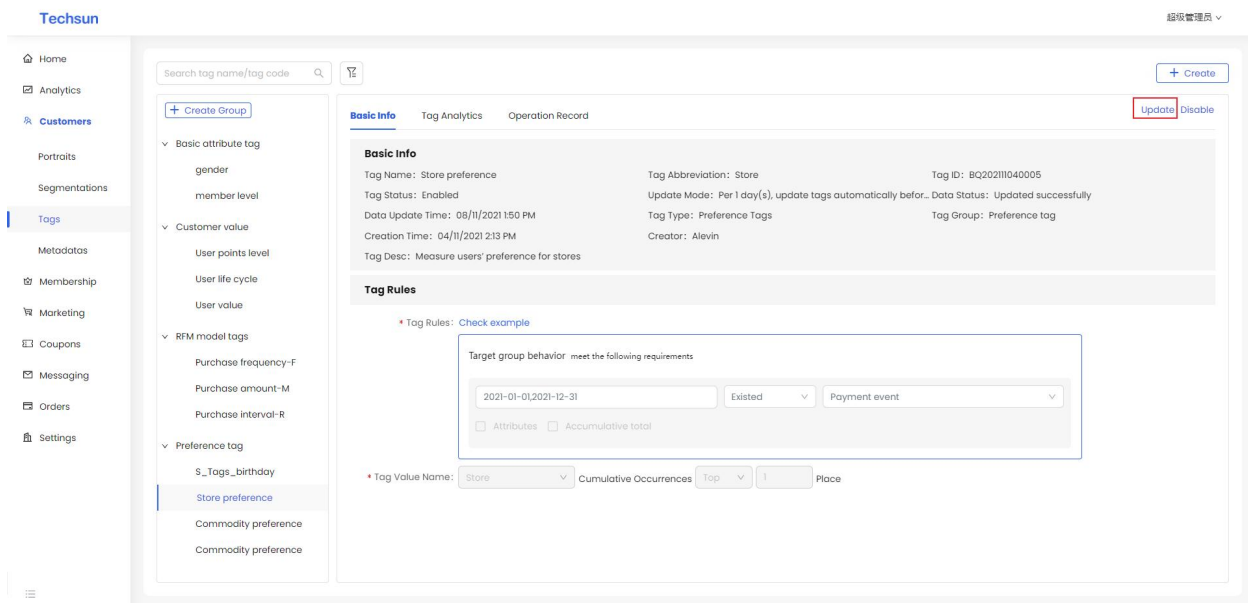 Techsun
超级管理员
Home
Analytics
Customers
Portraits
Segmentations
Tags
Metadatas
Membership
Marketing
Coupons
Messaging
Orders
Settings
Search tag name/tag code
+ Create
+ Create Group
Basic attribute tag
gender
member level
Customer value
User points level
User life cycle
User value
RFM model tags
Purchase frequency-F
Purchase amount-M
Purchase interval-R
Preference tag
S_Tags_birthday
Store preference
Commodity preference
Commodity preference
Basic Info Tag Analytics Operation Record
Update Disable
Basic Info
Tag Name: Store preference Tag Abbreviation: Store Tag ID: BQ202111040005
Tag Status: Enabled Update Mode: Per 1 day(s), update tags automatically befor... Data Status: Updated successfully
Data Update Time: 08/11/2021 1:50 PM Tag Type: Preference Tags Tag Group: Preference tag
Creation Time: 04/11/2021 2:13 PM Creator: Alevin
Tag Desc: Measure users' preference for stores
Tag Rules
* Tag Rules: Check example
Target group behavior meet the following requirements
2021-01-01,2021-12-31 Existed Payment event
Attributes Accumulative total
* Tag Value Name: Store Cumulative Occurrences Top 1 Place